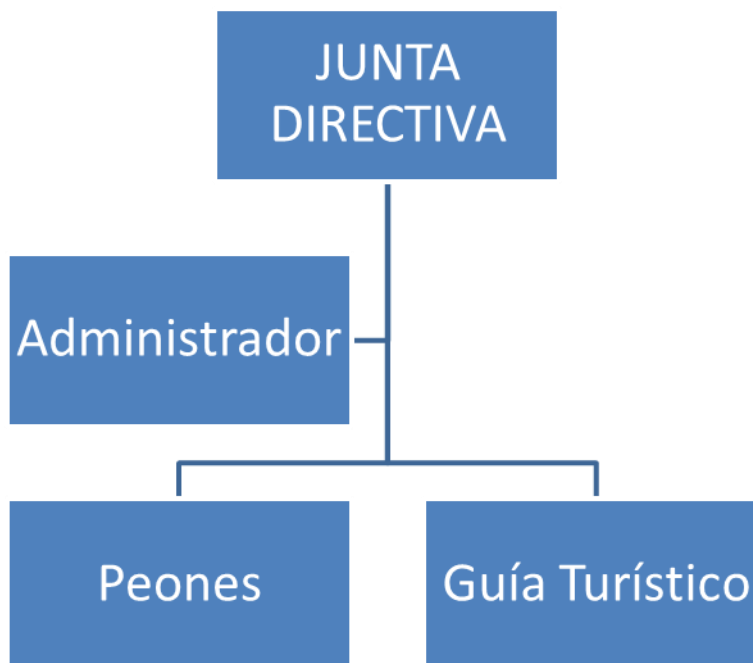 JUNTA
DIRECTIVA
Administrador
Peones
Guía Turístico